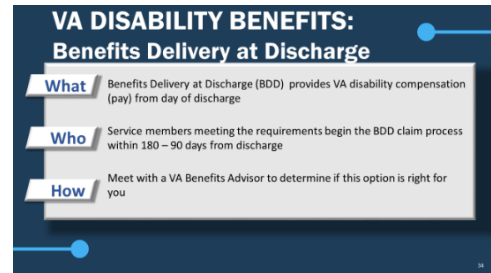 VA DISABILITY BENEFITS:
Benefits Delivery at Discharge
What
Benefits Delivery at Discharge (BDD) provides VA disability compensation
(pay) from day of discharge
Who
Service members meeting the requirements begin the BDD claim process
within 180 – 90 days from discharge
How
Meet with a VA Benefits Advisor to determine if this option is right for
you